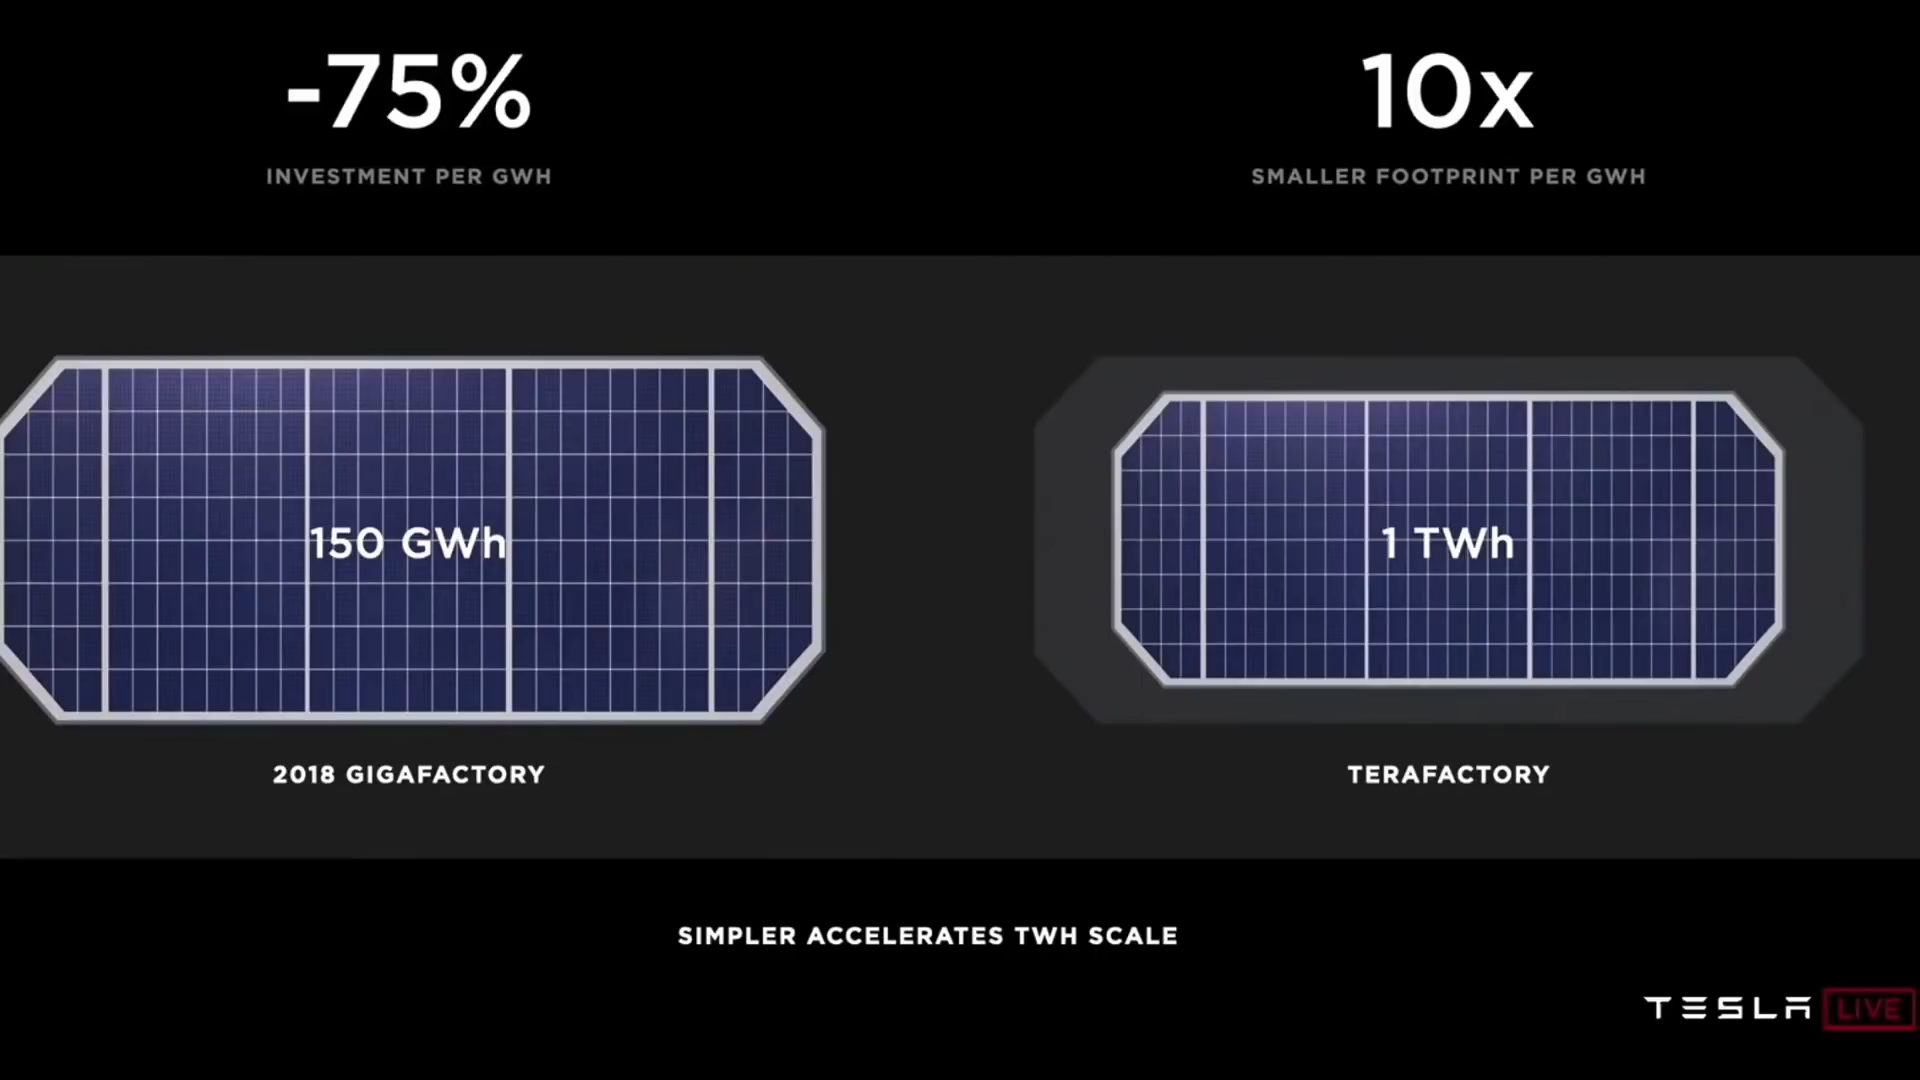 -75%
INVESTMENT PER GWH
10x
SMALLER FOOTPRINT PER GWH
150 GWh
2018 GIGAFACTORY
1 TWh
TERAFACTORY
SIMPLER ACCELERATES TWH SCALE
TESLA LIVE